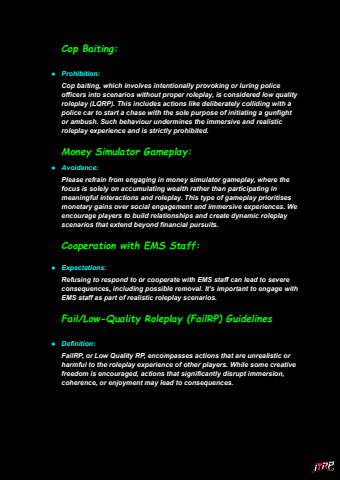 Cop Baiting:
● Prohibition:
Cop baiting, which involves intentionally provoking or luring police
officers into scenarios without proper roleplay, is considered low quality
roleplay (LQRP). This includes actions like deliberately colliding with a
police car to start a chase with the sole purpose of initiating a gunfight
or ambush. Such behaviour undermines the immersive and realistic
roleplay experience and is strictly prohibited.
Money Simulator Gameplay:
● Avoidance:
Please refrain from engaging in money simulator gameplay, where the
focus is solely on accumulating wealth rather than participating in
meaningful interactions and roleplay. This type of gameplay prioritises
monetary gains over social engagement and immersive experiences. We
encourage players to build relationships and create dynamic roleplay
scenarios that extend beyond financial pursuits.
Cooperation with EMS Staff:
● Expectations:
Refusing to respond to or cooperate with EMS staff can lead to severe
consequences, including possible removal. It's important to engage with
EMS staff as part of realistic roleplay scenarios.
Fail/Low-Quality Roleplay (FailRP) Guidelines
● Definition:
FailRP, or Low Quality RP, encompasses actions that are unrealistic or
harmful to the roleplay experience of other players. While some creative
freedom is encouraged, actions that significantly disrupt immersion,
coherence, or enjoyment may lead to consequences.